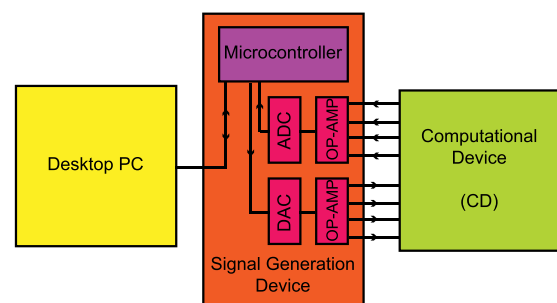 Microcontroller
Desktop PC
ADC
OP-AMP
DAC
OP-AMP
Signal Generation
Device
Computational
Device
(CD)